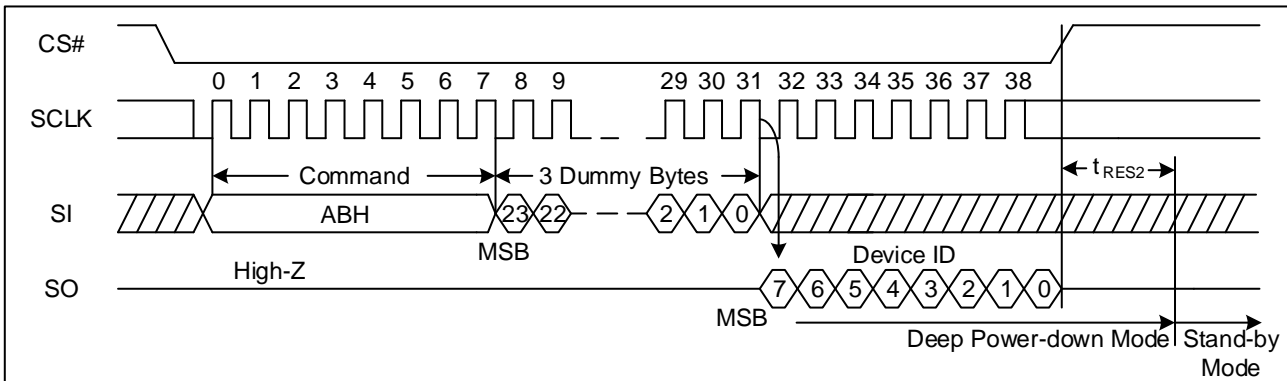 CS#
0 1 2 3 4 5 6 7 8 9 29 30 31 32 33 34 35 36 37 38
SCLK
Command 3 Dummy Bytes tRES2
SI ABH 23 22 2 1 0
MSB
High-Z Device ID
SO 7 6 5 4 3 2 1 0
MSB
Deep Power-down Mode Stand-by
Mode